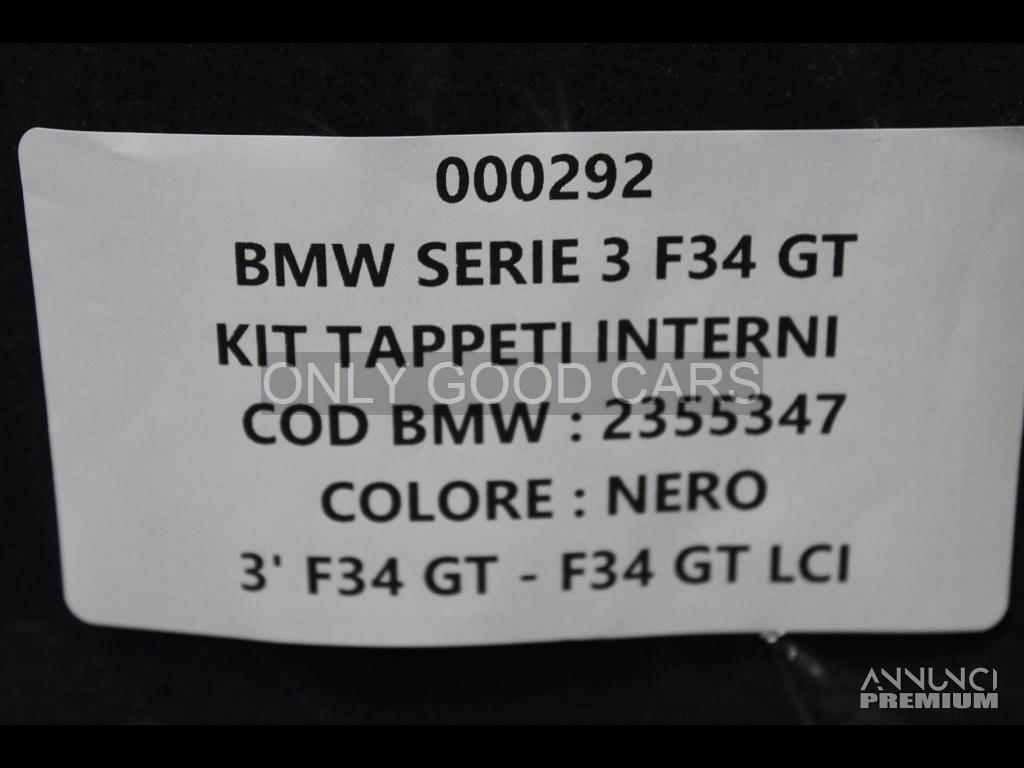 000292
BMW SERIE 3 F34 GT
KIT TAPPETI INTERNI
ONLY GOOD CARS
COD BMW : 2355347
COLORE : NERO
3' F34 GT - F34 GT LCI
ANNUNCI
PREMIUM